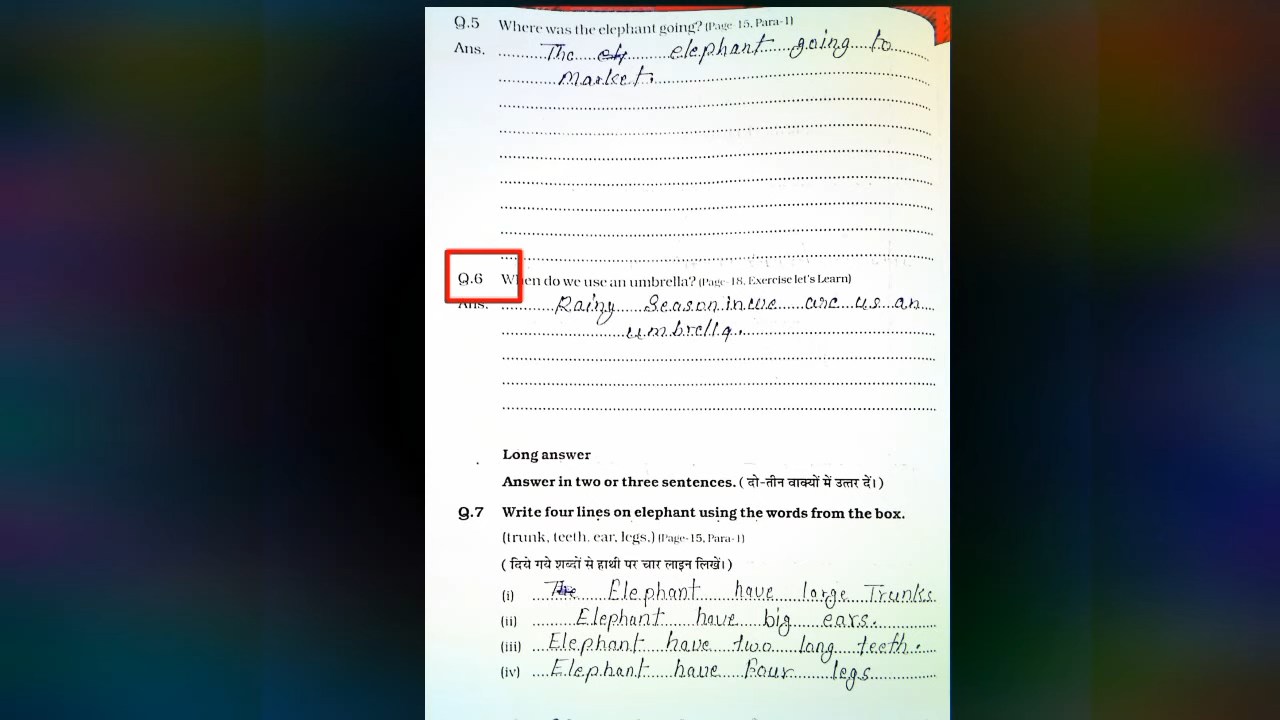 Q.5 Where was the elephant going? (Page-15, Para-1)
Ans. The elephant going to
market.
Q.6 When do we use an umbrella? (Page-18, Exercise let's Learn)
Ans. Rainy Season in we are us an
umbrella.
Long answer
Answer in two or three sentences. ( दो-तीन वाक्यों में उत्तर दें। )
Q.7 Write four lines on elephant using the words from the box.
(trunk, teeth, ear, legs,) (Page-15, Para-1)
( दिये गये शब्दों से हाथी पर चार लाइन लिखें। )
(i) The Elephant have large Trunks
(ii) Elephant have big ears.
(iii) Elephant have two long teeth.
(iv) Elephant have Pour legs